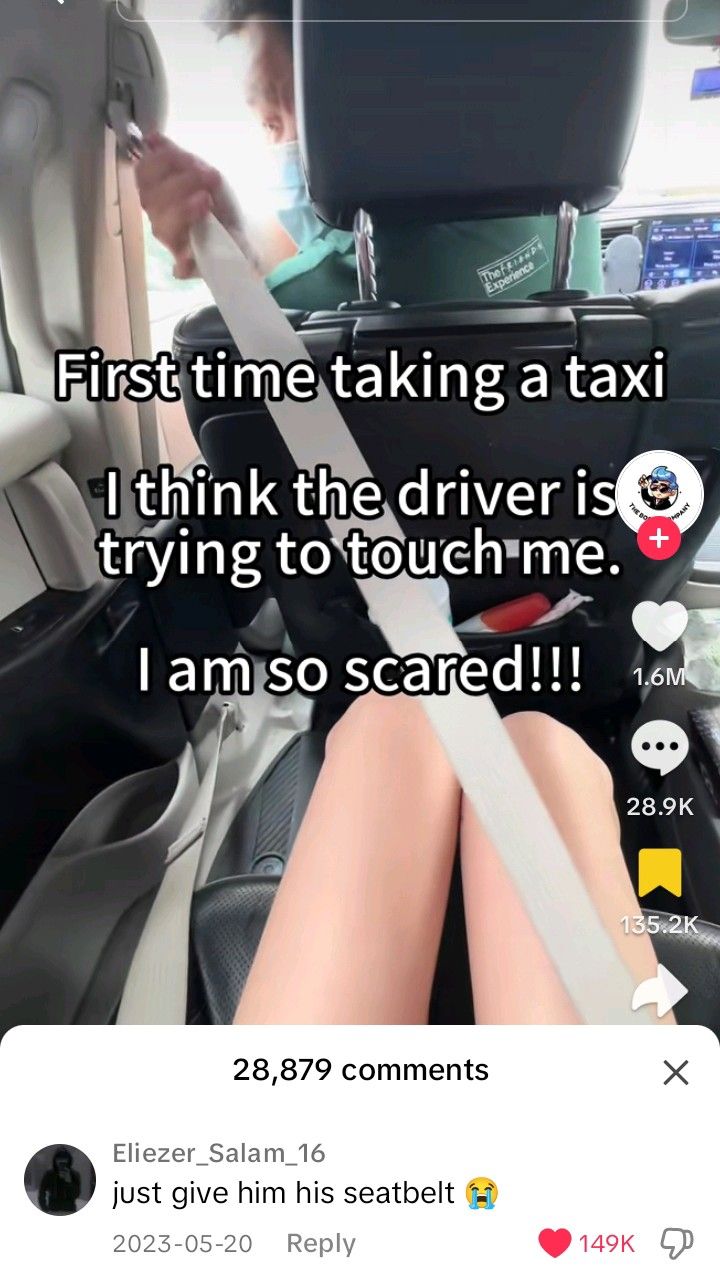 The FRIENDS
Experience
First time taking a taxi
I think the driver is
trying to touch me.
I am so scared!!!
1.6M
28.9K
135.2K
28,879 comments
Eliezer_Salam_16
just give him his seatbelt 😭
2023-05-20 Reply 149K